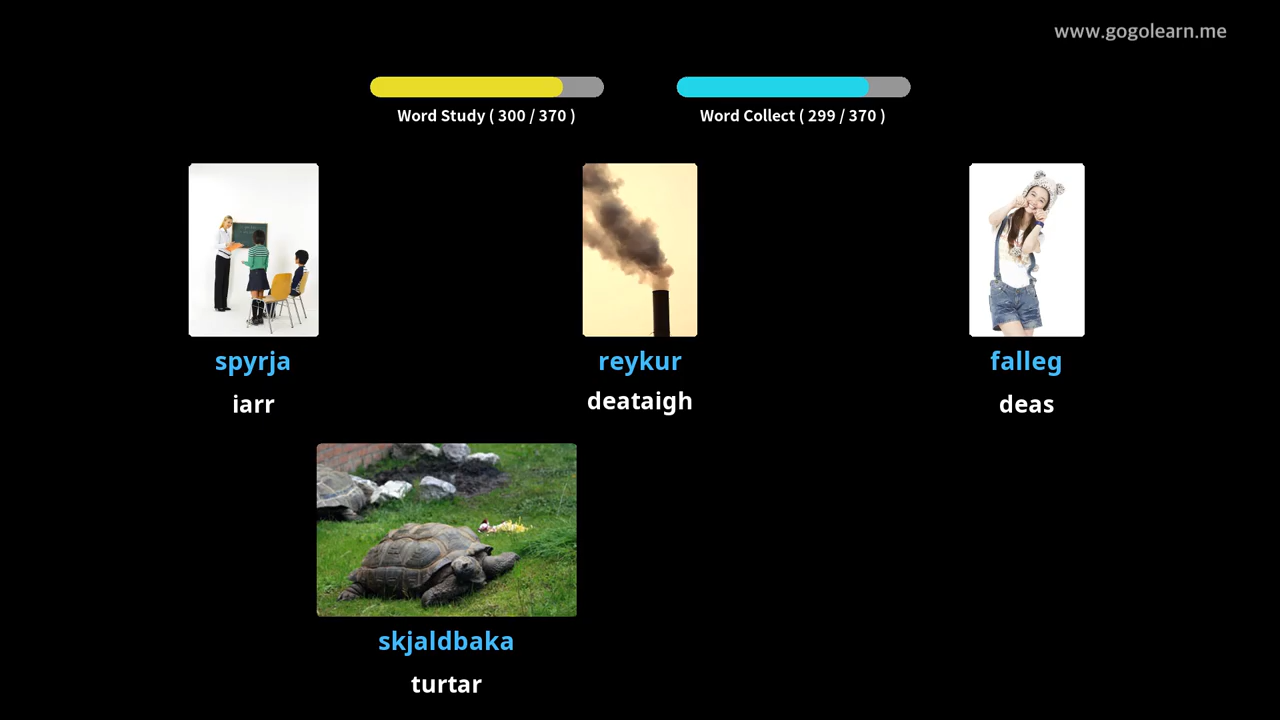 www.gogolearn.me
Word Study ( 300 / 370 )
Word Collect ( 299 / 370 )
spyrja
reykur
falleg
iarr
deataigh
deas
skjaldbaka
turtar